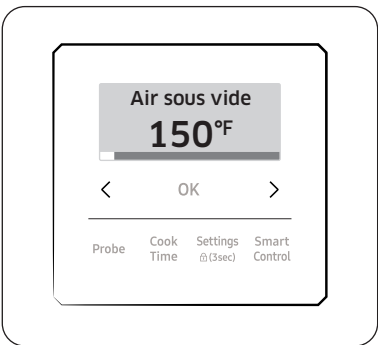 Air sous vide
150°F
< OK >
Probe
Cook
Time
Settings
(3sec)
Smart
Control